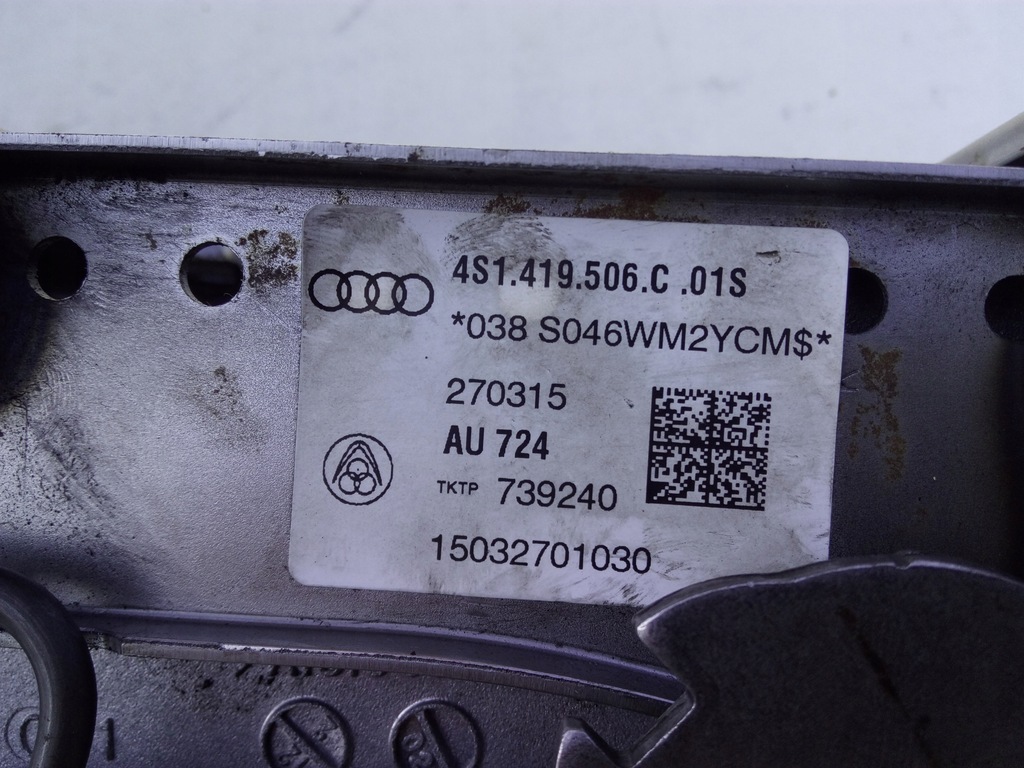 4S1.419.506.C .01S
*038 S046WM2YCM$*
270315
AU 724
TKTP 739240
15032701030